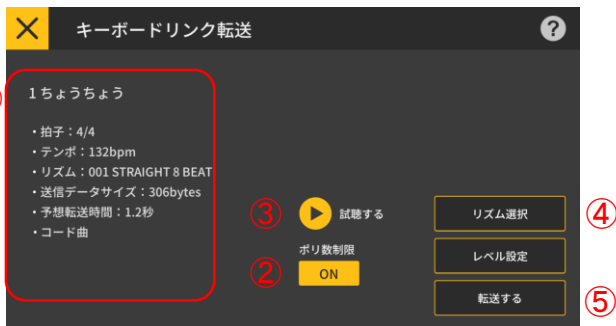 キーボードリンク転送
?
1ちょうちょう
・拍子：4/4
・テンポ：132bpm
・リズム：001 STRAIGHT 8 BEAT
・送信データサイズ：306bytes
・予想転送時間：1.2秒
・コード曲
③ 試聴する
リズム選択 ④
ポリ数制限
② ON
レベル設定
転送する ⑤